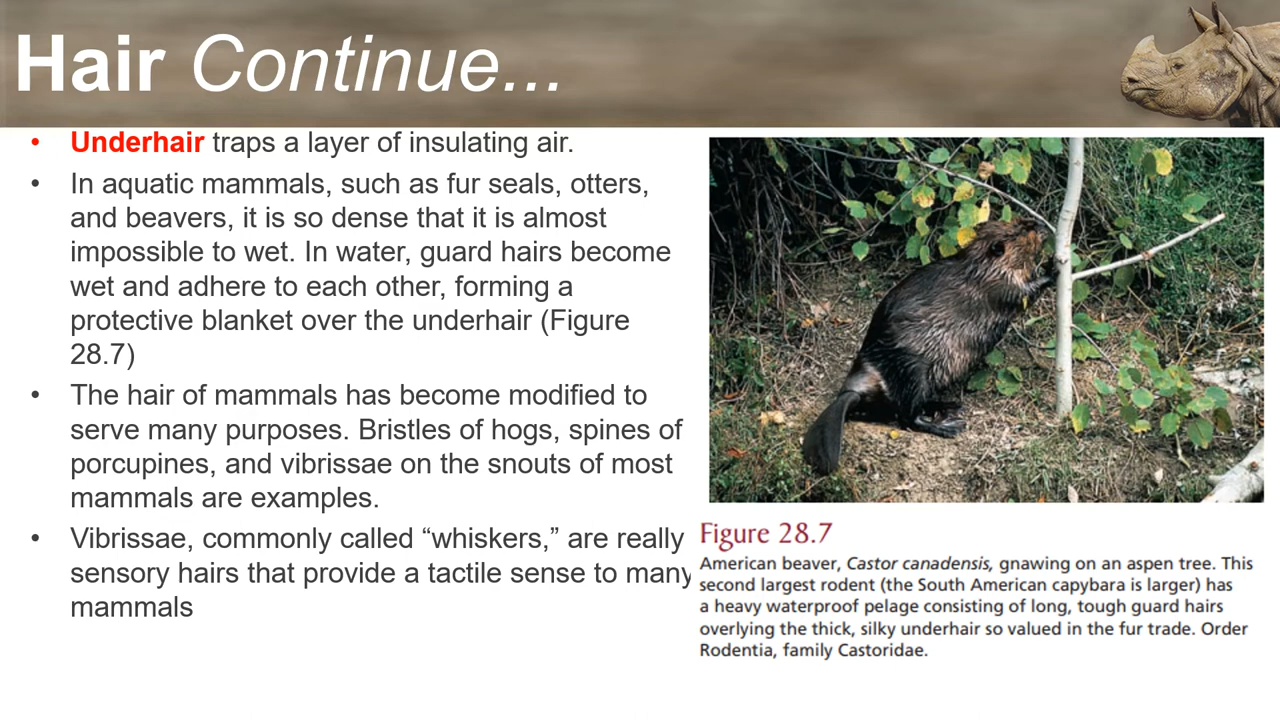 Hair Continue...
• Underhair traps a layer of insulating air.
• In aquatic mammals, such as fur seals, otters,
and beavers, it is so dense that it is almost
impossible to wet. In water, guard hairs become
wet and adhere to each other, forming a
protective blanket over the underhair (Figure
28.7)
• The hair of mammals has become modified to
serve many purposes. Bristles of hogs, spines of
porcupines, and vibrissae on the snouts of most
mammals are examples.
• Vibrissae, commonly called “whiskers,” are really
sensory hairs that provide a tactile sense to many
mammals
Figure 28.7
American beaver, Castor canadensis, gnawing on an aspen tree. This
second largest rodent (the South American capybara is larger) has
a heavy waterproof pelage consisting of long, tough guard hairs
overlying the thick, silky underhair so valued in the fur trade. Order
Rodentia, family Castoridae.